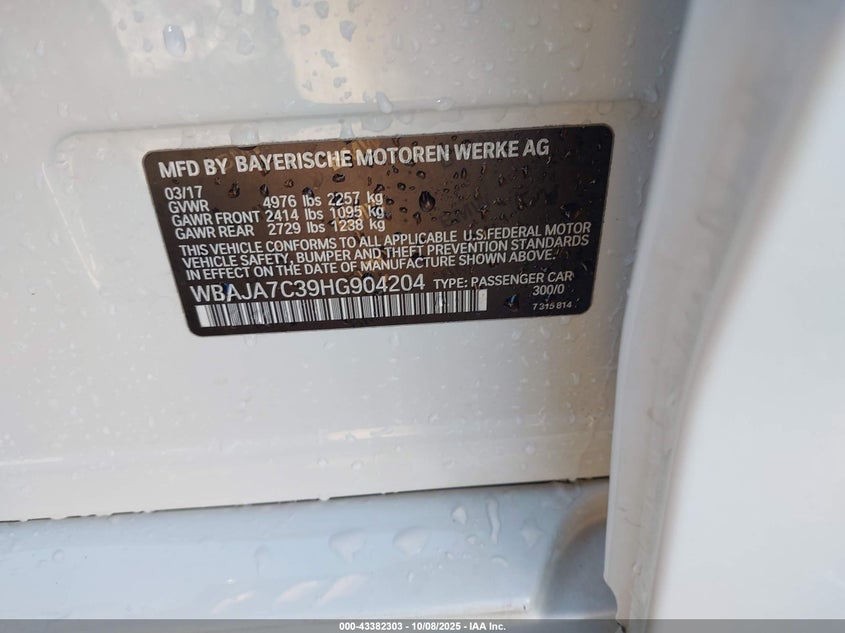 MFD BY BAYERISCHE MOTOREN WERKE AG
03/17
GVWR 4976 lbs 2257 kg
GAWR FRONT 2414 lbs 1095 kg
GAWR REAR 2729 lbs 1238 kg
THIS VEHICLE CONFORMS TO ALL APPLICABLE U.S.FEDERAL MOTOR
VEHICLE SAFETY, BUMPER AND THEFT PREVENTION STANDARDS
IN EFFECT ON THE DATE OF MANUFACTURE SHOWN ABOVE.
WBAJA7C39HG904204 TYPE: PASSENGER CAR
300/0
7 315 814
000-43382303 | 10/08/2025 - IAA Inc.